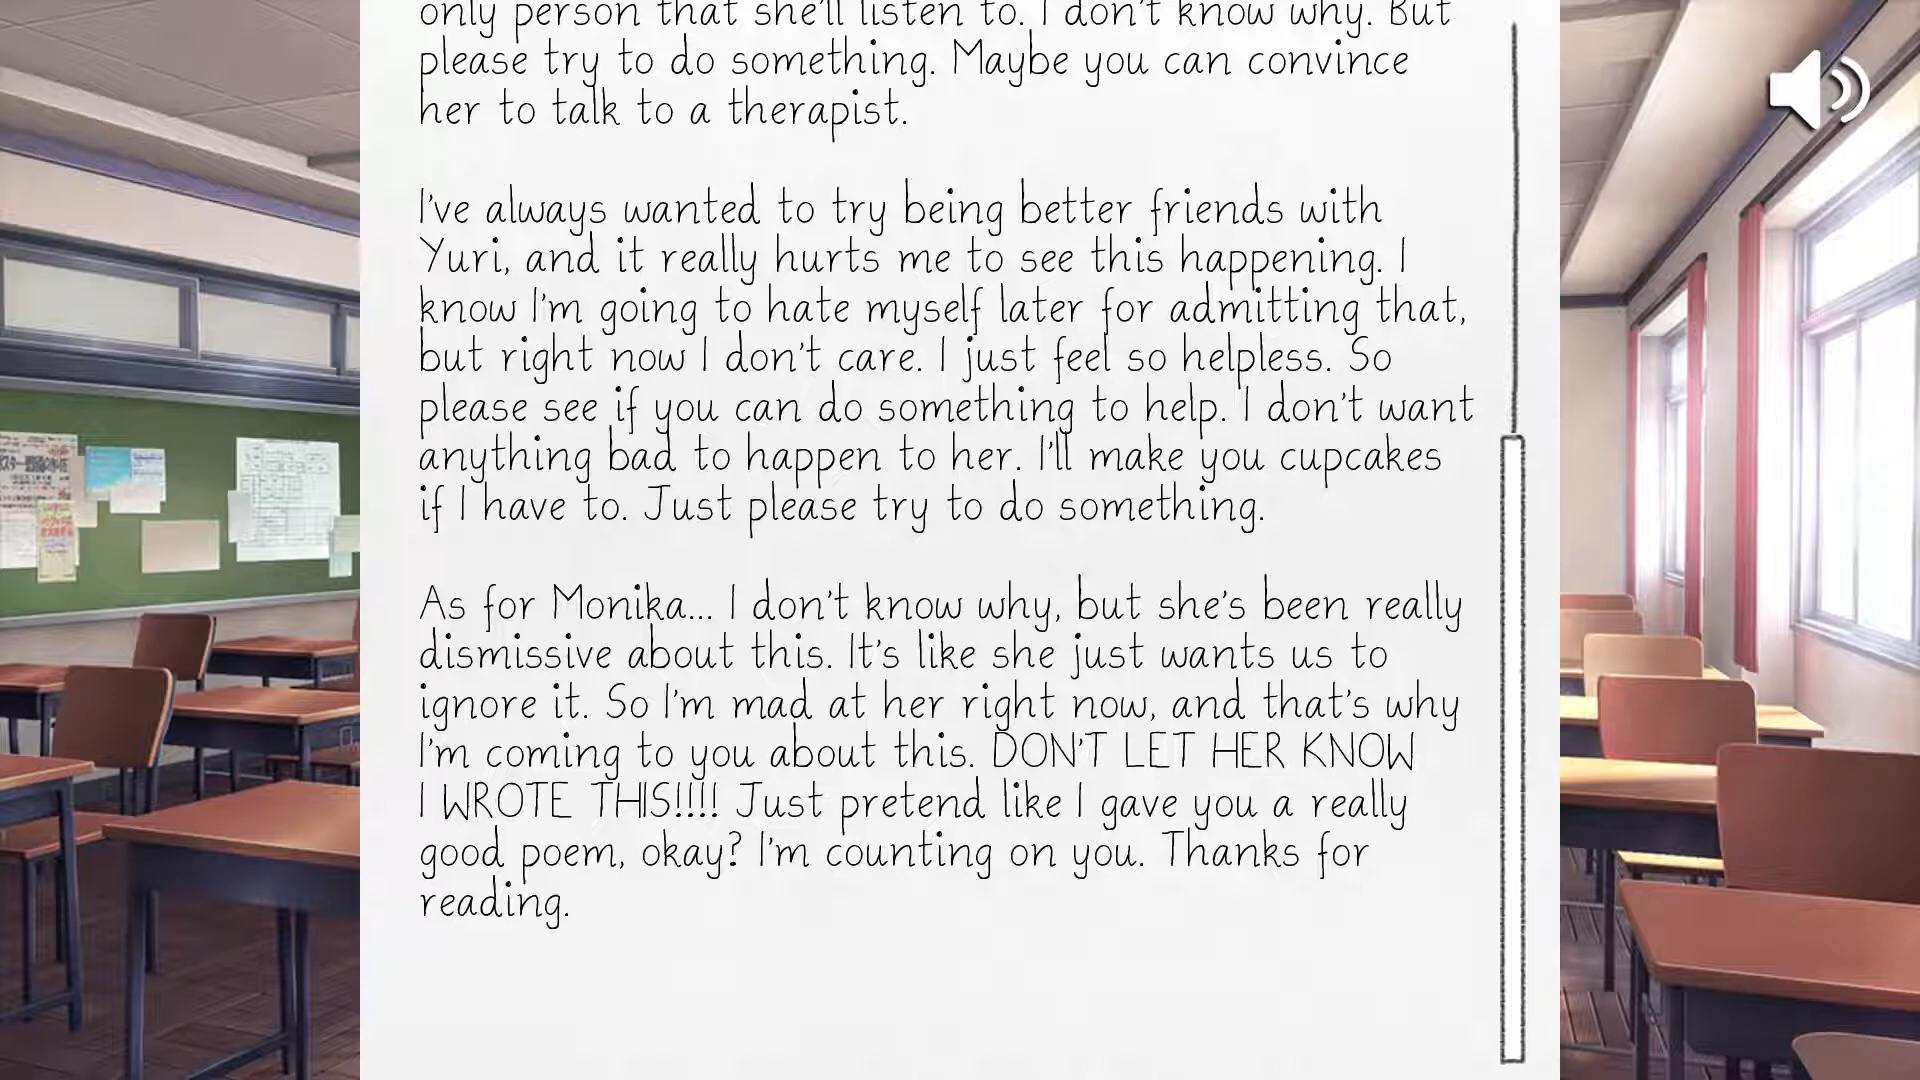 only person that she'll listen to. I don't know why. But
please try to do something. Maybe you can convince
her to talk to a therapist.
I've always wanted to try being better friends with
Yuri, and it really hurts me to see this happening. I
know I'm going to hate myself later for admitting that,
but right now I don't care. I just feel so helpless. So
please see if you can do something to help. I don't want
anything bad to happen to her. I'll make you cupcakes
if I have to. Just please try to do something.
As for Monika... I don't know why, but she's been really
dismissive about this. It's like she just wants us to
ignore it. So I'm mad at her right now, and that's why
I'm coming to you about this. DON'T LET HER KNOW
I WROTE THIS!!!! Just pretend like I gave you a really
good poem, okay? I'm counting on you. Thanks for
reading.